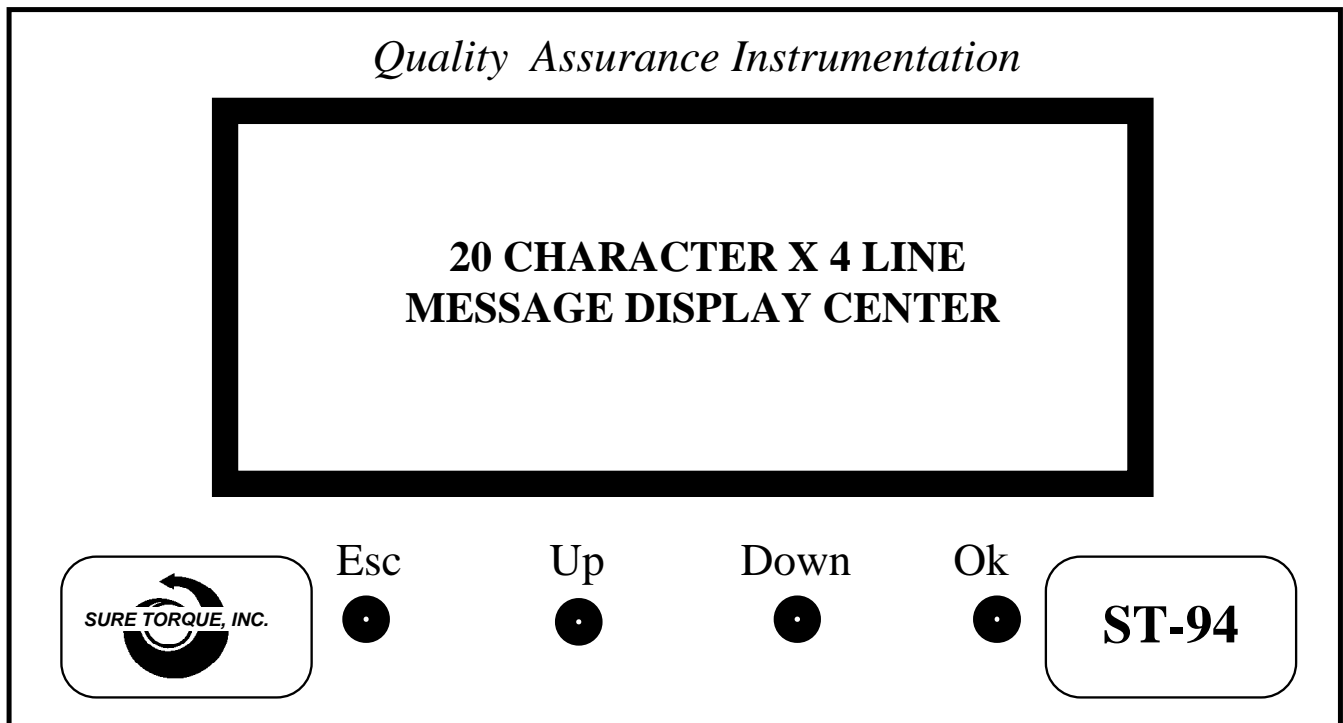 Quality Assurance Instrumentation
20 CHARACTER X 4 LINE
MESSAGE DISPLAY CENTER
Esc Up Down Ok
SURE TORQUE, INC.
ST-94